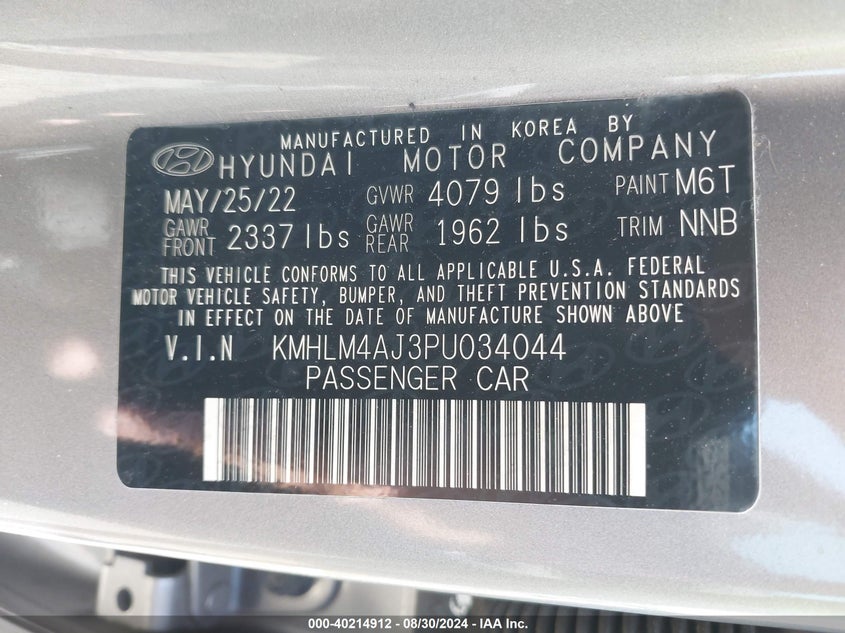 MANUFACTURED IN KOREA BY
HYUNDAI MOTOR COMPANY
MAY/25/22 GVWR 4079 lbs PAINT M6T
GAWR FRONT 2337 lbs GAWR REAR 1962 lbs TRIM NNB
THIS VEHICLE CONFORMS TO ALL APPLICABLE U.S.A. FEDERAL
MOTOR VEHICLE SAFETY, BUMPER, AND THEFT PREVENTION STANDARDS
IN EFFECT ON THE DATE OF MANUFACTURE SHOWN ABOVE
V.I.N KMHLM4AJ3PU034044
PASSENGER CAR
000-40214912 - 08/30/2024 - IAA Inc.